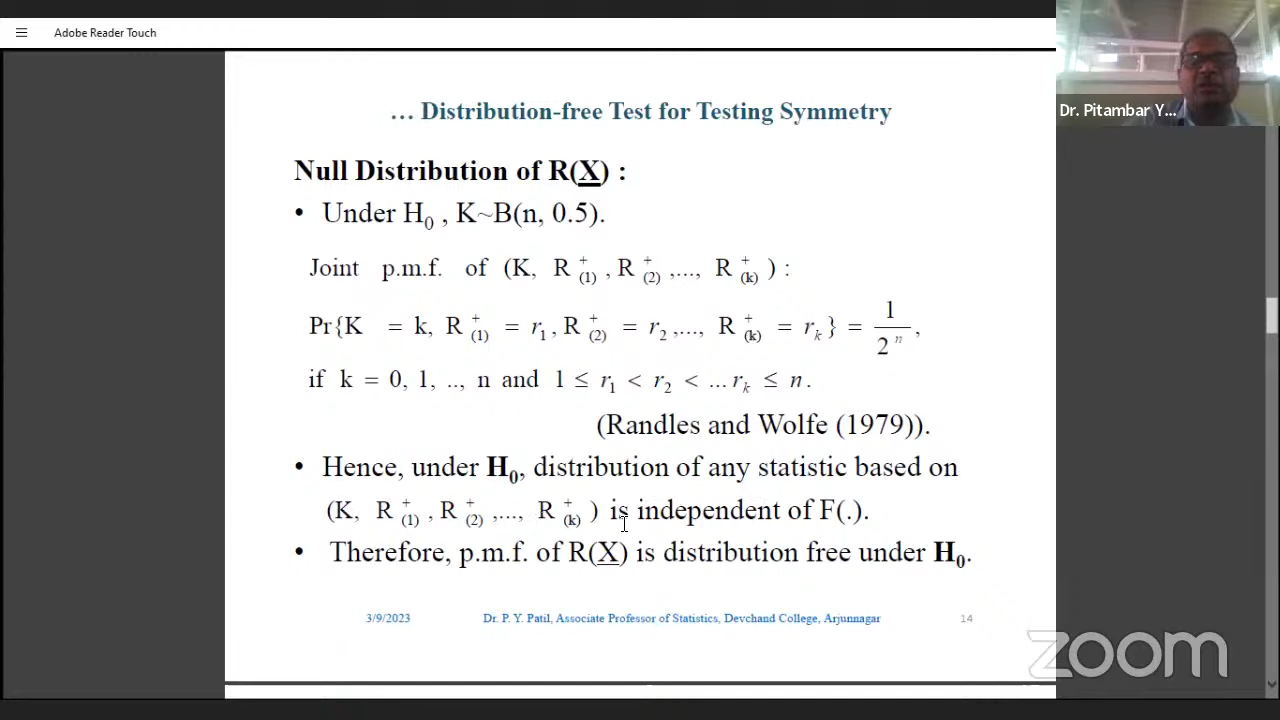 Adobe Reader Touch
Dr. Pitambar Y...
… Distribution-free Test for Testing Symmetry
Null Distribution of R(X) :
• Under H₀ , K~B(n, 0.5).
Joint p.m.f. of (K, R⁺₍₁₎ , R⁺₍₂₎ ,..., R⁺₍ₖ₎ ) :
Pr{K = k, R⁺₍₁₎ = r₁ , R⁺₍₂₎ = r₂ ,..., R⁺₍ₖ₎ = rₖ } = 1/2ⁿ ,
if k = 0, 1, .., n and 1 ≤ r₁ < r₂ < ... rₖ ≤ n.
(Randles and Wolfe (1979)).
• Hence, under H₀, distribution of any statistic based on
(K, R⁺₍₁₎ , R⁺₍₂₎ ,..., R⁺₍ₖ₎ ) is independent of F(.).
• Therefore, p.m.f. of R(X) is distribution free under H₀.
3/9/2023 Dr. P. Y. Patil, Associate Professor of Statistics, Devchand College, Arjunnagar 14
zoom